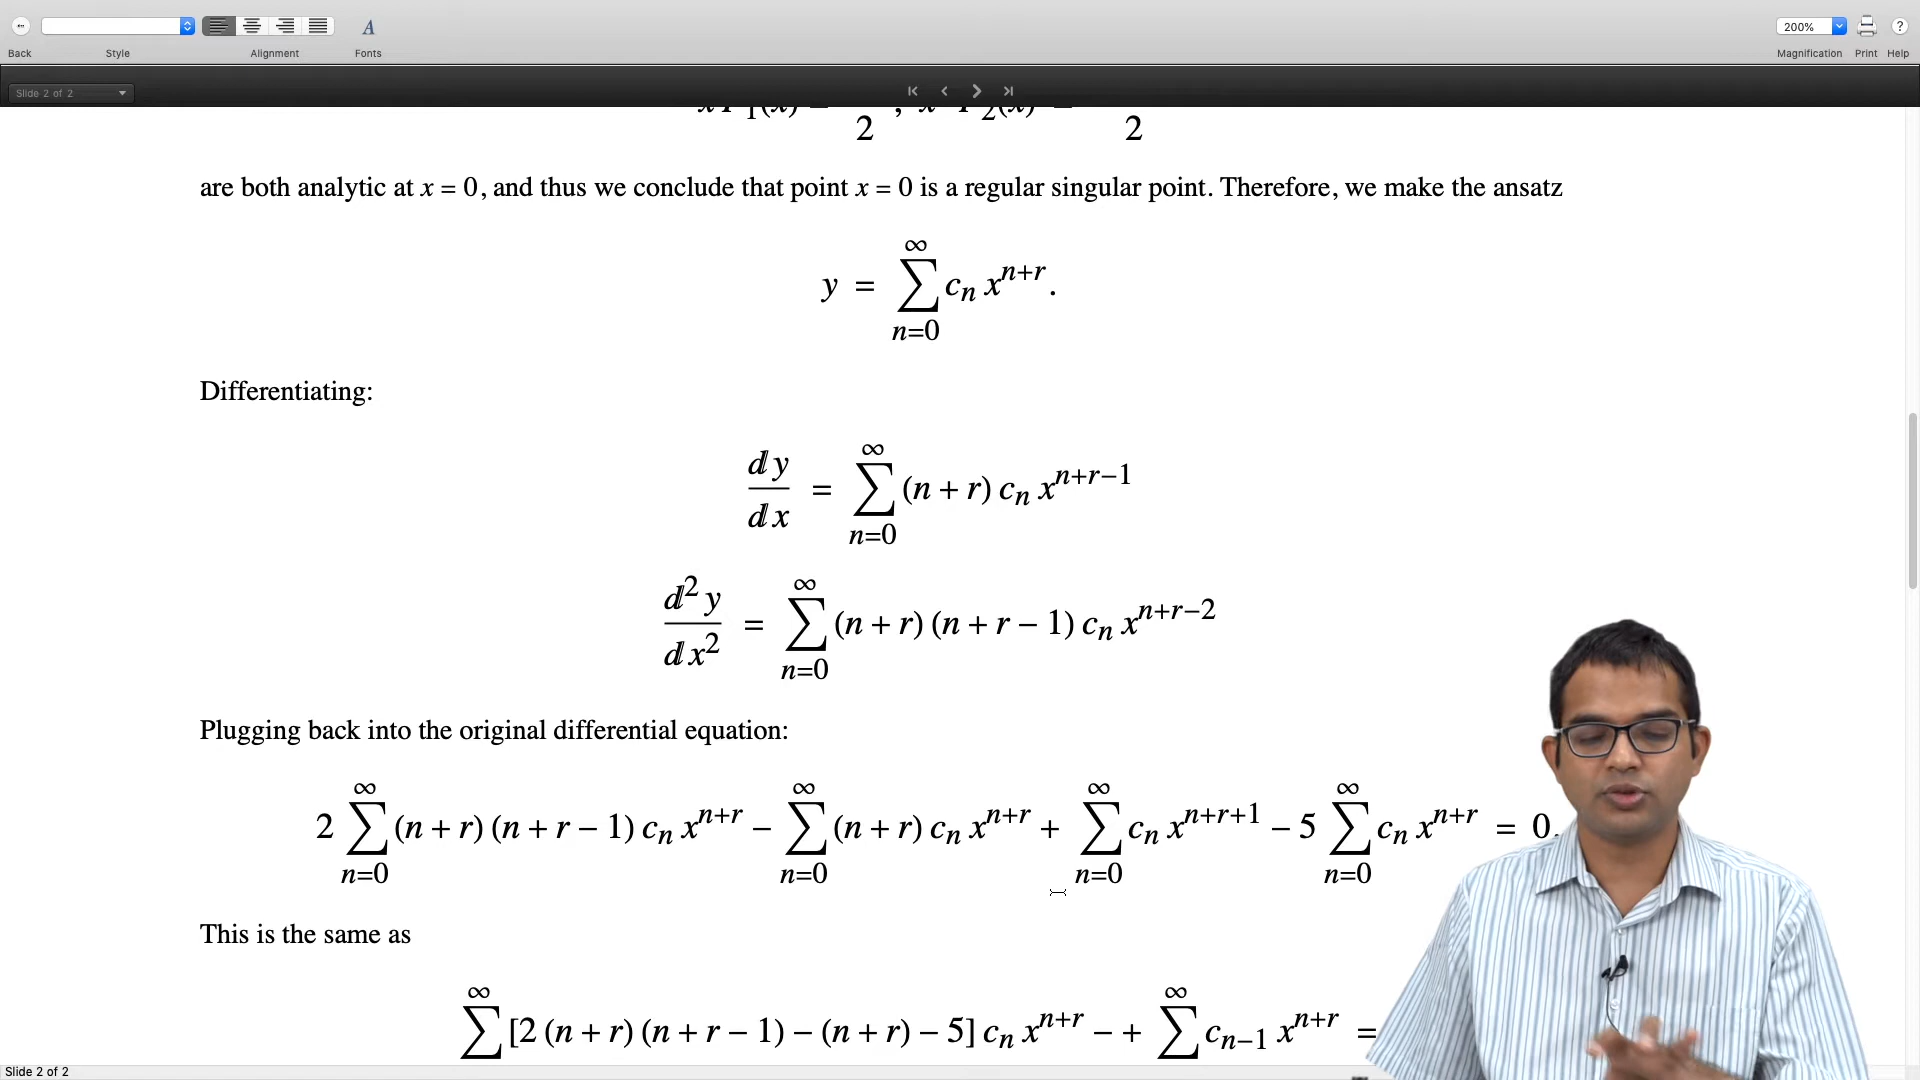 200%
Back Style Alignment A Fonts Magnification Print Help
Slide 2 of 2
2 , 2
are both analytic at x = 0, and thus we conclude that point x = 0 is a regular singular point. Therefore, we make the ansatz
y = ∑_{n=0}^{∞} c_n x^{n+r}.
Differentiating:
dy/dx = ∑_{n=0}^{∞} (n + r) c_n x^{n+r−1}
d²y/dx² = ∑_{n=0}^{∞} (n + r) (n + r − 1) c_n x^{n+r−2}
Plugging back into the original differential equation:
2 ∑_{n=0}^{∞} (n + r) (n + r − 1) c_n x^{n+r} − ∑_{n=0}^{∞} (n + r) c_n x^{n+r} + ∑_{n=0}^{∞} c_n x^{n+r+1} − 5 ∑_{n=0}^{∞} c_n x^{n+r} = 0.
This is the same as
∑^{∞} [2 (n + r) (n + r − 1) − (n + r) − 5] c_n x^{n+r} − + ∑^{∞} c_{n−1} x^{n+r} =
Slide 2 of 2